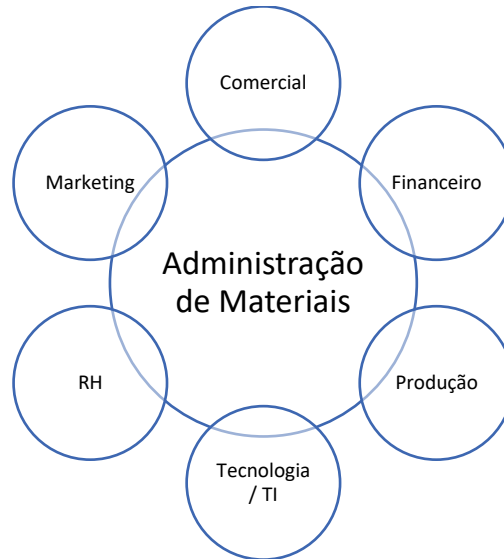 Comercial
Marketing
Financeiro
Administração
de Materiais
RH
Produção
Tecnologia
/ TI